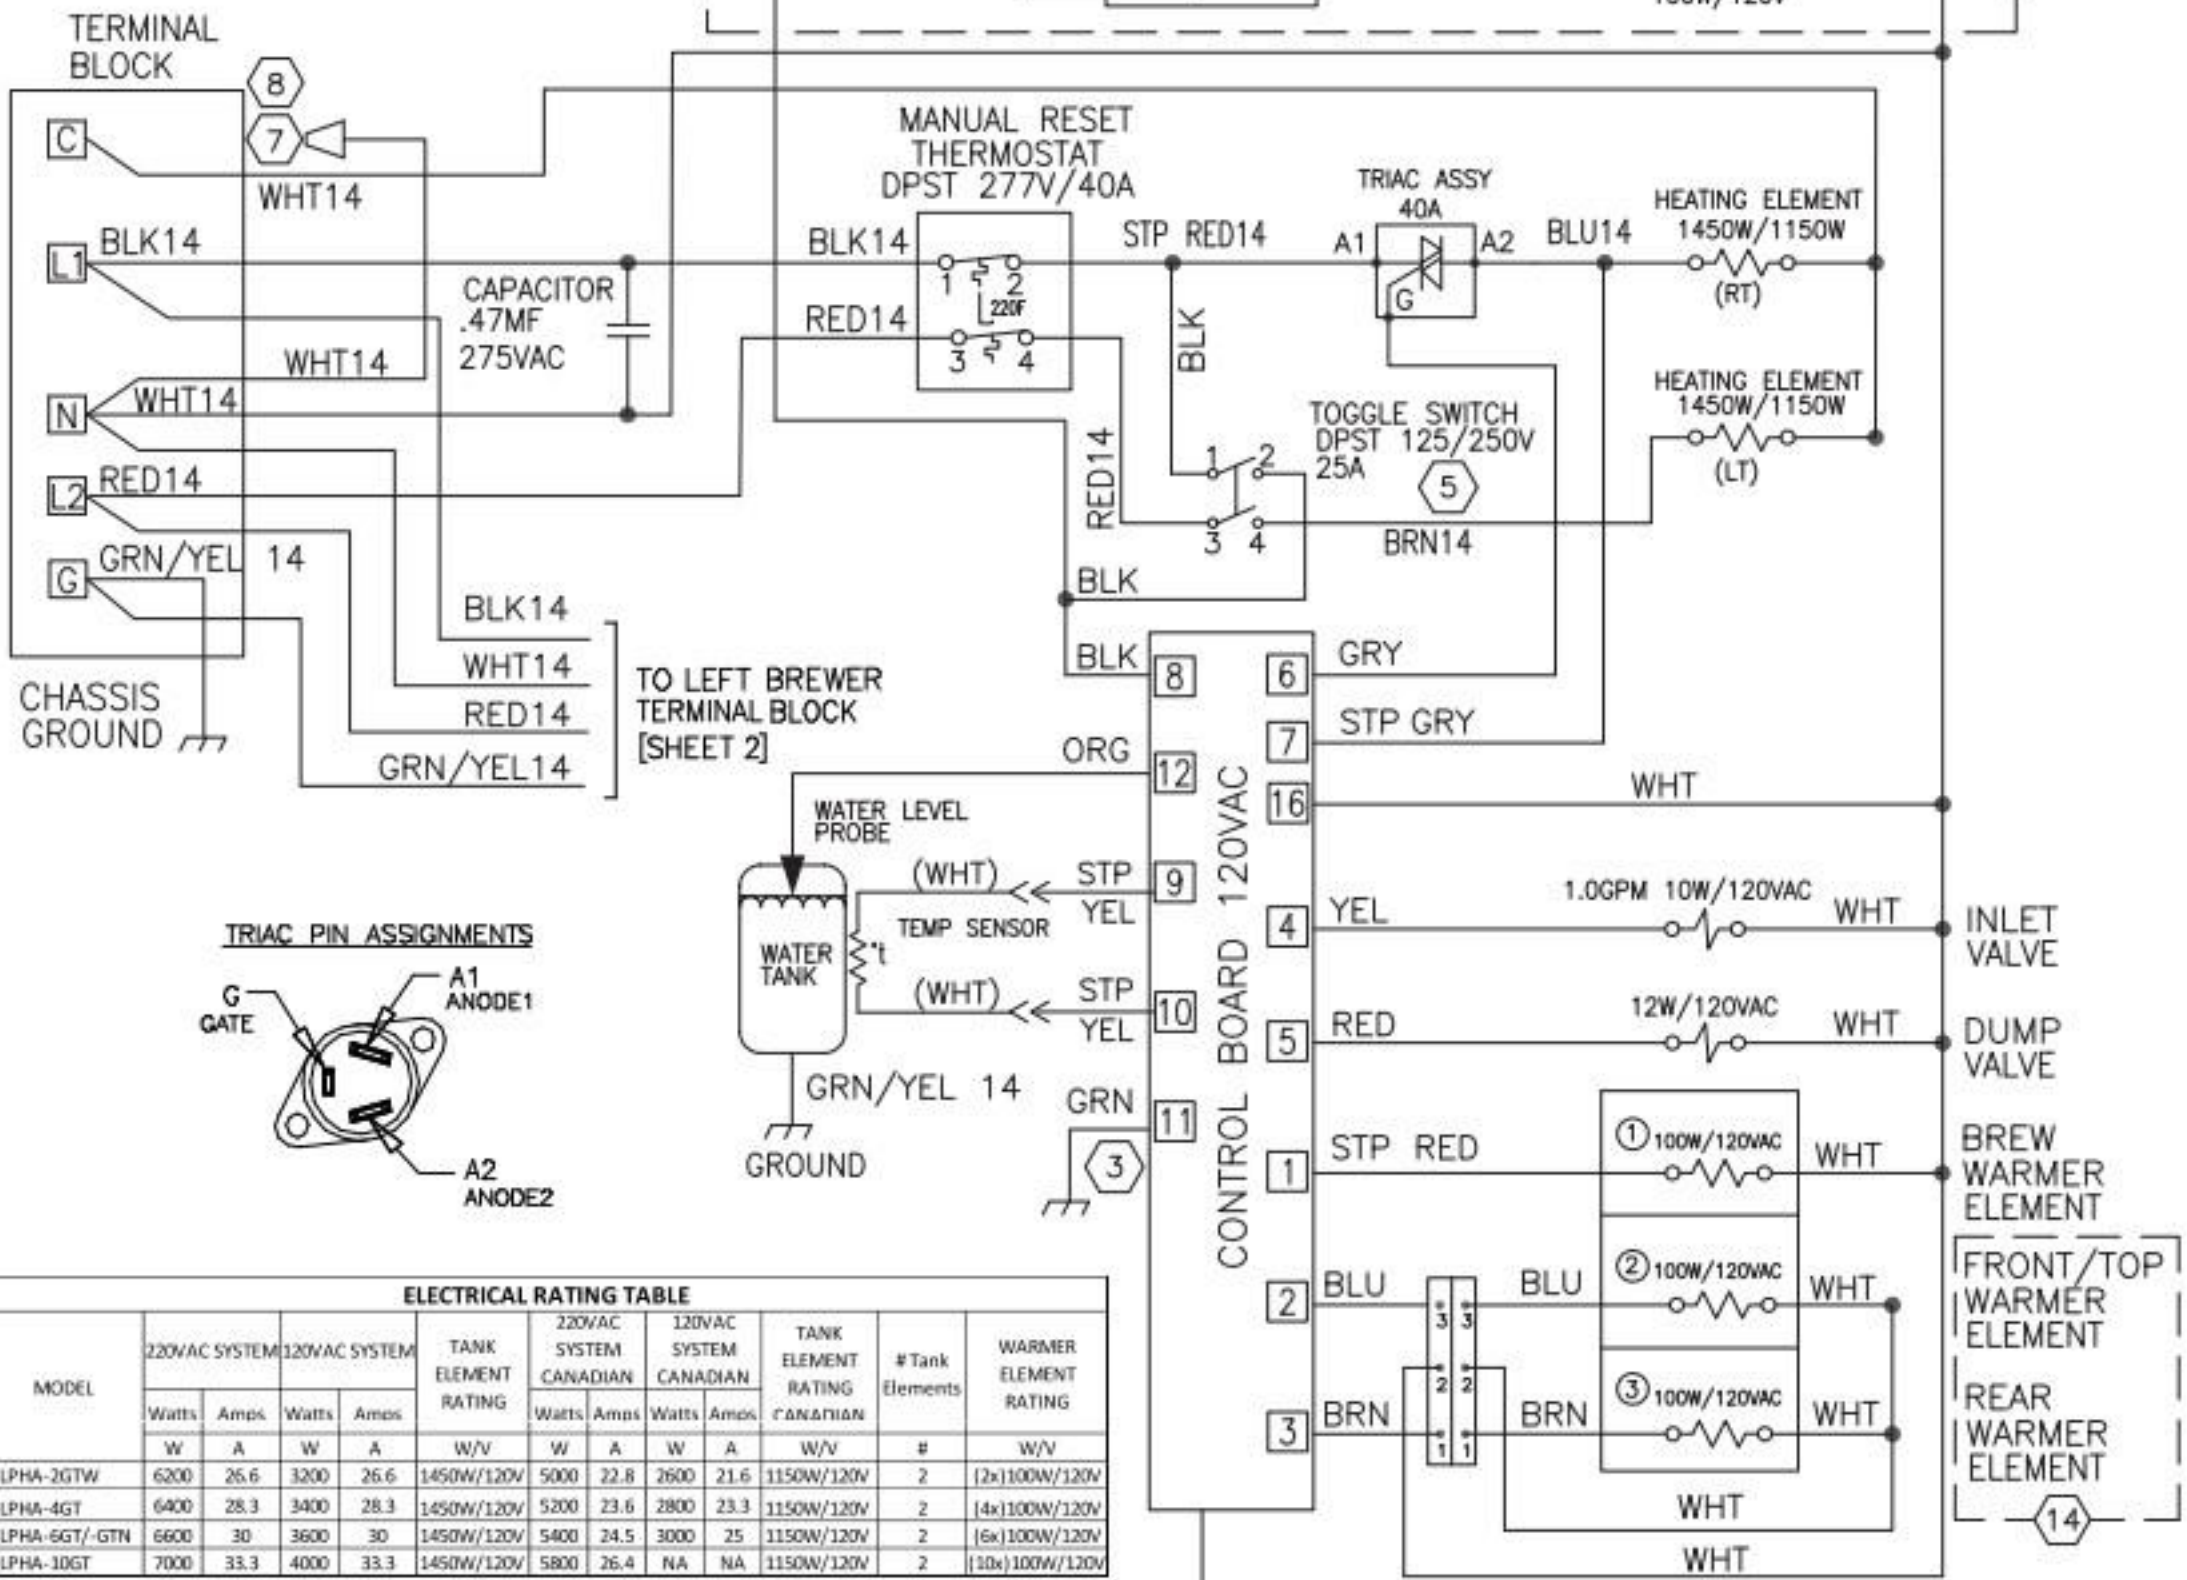 TERMINAL
BLOCK
8
7
C
WHT14
L1
BLK14
CAPACITOR
.47MF
275VAC
WHT14
N
WHT14
L2
RED14
G
GRN/YEL 14
CHASSIS
GROUND
BLK14
WHT14
RED14
GRN/YEL14
TO LEFT BREWER
TERMINAL BLOCK
[SHEET 2]
MANUAL RESET
THERMOSTAT
DPST 277V/40A
BLK14
1
2
220F
RED14
3
4
STP RED14
BLK
RED14
TRIAC ASSY
40A
A1
A2
G
BLU14
HEATING ELEMENT
1450W/1150W
(RT)
HEATING ELEMENT
1450W/1150W
(LT)
TOGGLE SWITCH
DPST 125/250V
25A
5
1
2
3
4
BRN14
BLK
BLK
8
6
GRY
7
STP GRY
ORG
12
16
WHT
CONTROL BOARD 120VAC
WATER LEVEL
PROBE
(WHT)
STP
YEL
9
TEMP SENSOR
WATER
TANK
°t
(WHT)
STP
YEL
10
GRN/YEL 14
GROUND
GRN
11
3
4
YEL
1.0GPM 10W/120VAC
WHT
INLET
VALVE
5
RED
12W/120VAC
WHT
DUMP
VALVE
1
STP RED
1 100W/120VAC
WHT
BREW
WARMER
ELEMENT
2
BLU
3 3
BLU
2 100W/120VAC
WHT
FRONT/TOP
WARMER
ELEMENT
2 2
3
BRN
1 1
BRN
3 100W/120VAC
WHT
REAR
WARMER
ELEMENT
14
WHT
WHT
TRIAC PIN ASSIGNMENTS
G
GATE
A1
ANODE1
A2
ANODE2
ELECTRICAL RATING TABLE
MODEL 220VAC SYSTEM 120VAC SYSTEM TANK ELEMENT RATING 220VAC SYSTEM CANADIAN 120VAC SYSTEM CANADIAN TANK ELEMENT RATING CANADIAN # Tank Elements WARMER ELEMENT RATING
Watts Amps Watts Amps Watts Amps Watts Amps
W A W A W/V W A W A W/V # W/V
LPHA-2GTW 6200 26.6 3200 26.6 1450W/120V 5000 22.8 2600 21.6 1150W/120V 2 (2x)100W/120V
LPHA-4GT 6400 28.3 3400 28.3 1450W/120V 5200 23.6 2800 23.3 1150W/120V 2 (4x)100W/120V
LPHA-6GT/-GTN 6600 30 3600 30 1450W/120V 5400 24.5 3000 25 1150W/120V 2 (6x)100W/120V
LPHA-10GT 7000 33.3 4000 33.3 1450W/120V 5800 26.4 NA NA 1150W/120V 2 (10x)100W/120V